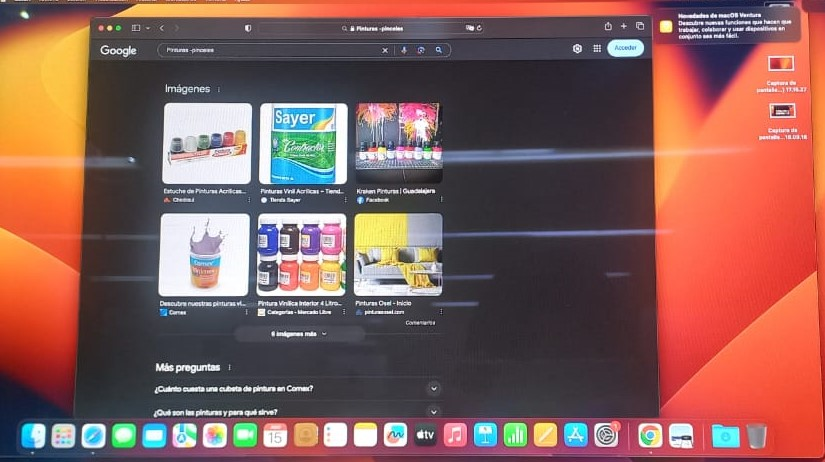 Pinturas -pinceles
Novedades de macOS Ventura
Descubre nuevas funciones que hacen que
trabajar, colaborar y usar dispositivos en
conjunto sea más fácil.
Google
Pinturas -pinceles
Acceder
Captura de
pantalla...17.16.27
Captura de
Imágenes
Sayer
Estuche de Pinturas Acrílicas...
Chedraui
Pinturas Vinil Acrílicas – Tiend...
Tienda Sayer
Kraken Pinturas | Guadalajara
Facebook
Comex
Descubre nuestras pinturas vi...
Comex
Pintura Vinílica Interior 4 Litro...
Categorías - Mercado Libre
Pinturas Osel - Inicio
pinturasosel.com
Comentarios
6 imágenes más
Más preguntas
¿Cuánto cuesta una cubeta de pintura en Comex?
¿Qué son las pinturas y para qué sirve?
15
tv